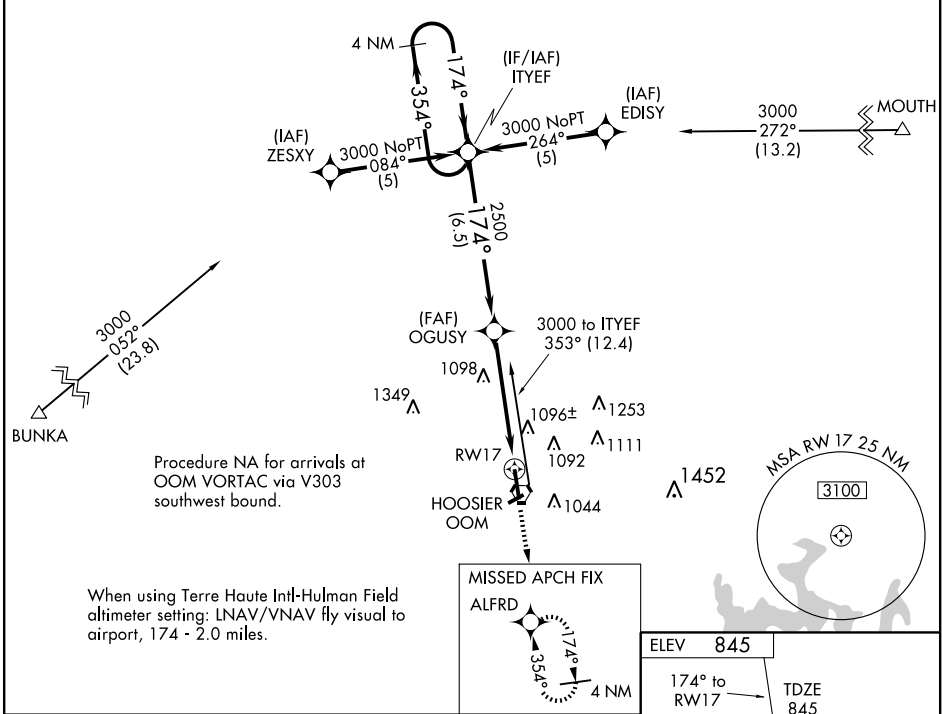 4 NM
174°
354°
(IF/IAF)
ITYEF
(IAF)
EDISY
3000
272°
(13.2)
MOUTH
(IAF)
ZESXY
3000 NoPT
084°
(5)
3000 NoPT
264°
(5)
2500
174°
(6.5)
3000
052°
(23.8)
BUNKA
(FAF)
OGUSY
3000 to ITYEF
353° (12.4)
1098
1349
1096±
1253
1111
1092
RW17
1452
HOOSIER
OOM
1044
Procedure NA for arrivals at
OOM VORTAC via V303
southwest bound.
MSA RW 17 25 NM
3100
When using Terre Haute Intl-Hulman Field
altimeter setting: LNAV/VNAV fly visual to
airport, 174 - 2.0 miles.
MISSED APCH FIX
ALFRD
174°
354°
4 NM
ELEV 845
174° to
RW17
TDZE
845